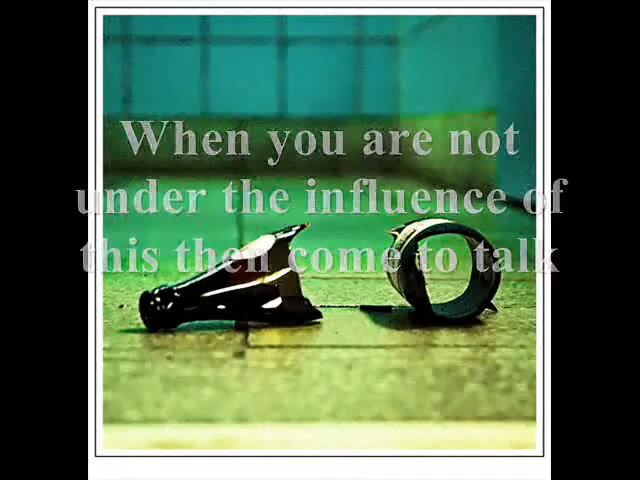 When you are not
under the influence of
this then come to talk